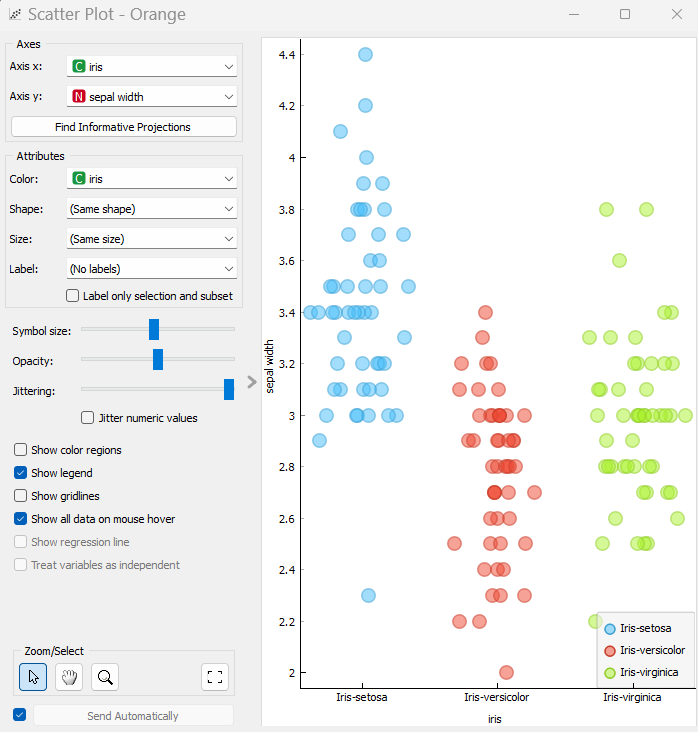 Scatter Plot - Orange
Axes
Axis x: C iris
Axis y: N sepal width
Find Informative Projections
Attributes
Color: C iris
Shape: (Same shape)
Size: (Same size)
Label: (No labels)
Label only selection and subset
Symbol size:
Opacity:
Jittering:
Jitter numeric values
Show color regions
Show legend
Show gridlines
Show all data on mouse hover
Show regression line
Treat variables as independent
Zoom/Select
Send Automatically
sepal width
4.4
4.2
4
3.8
3.6
3.4
3.2
3
2.8
2.6
2.4
2.2
2
Iris-setosa
Iris-versicolor
Iris-virginica
Iris-setosa Iris-versicolor Iris-virginica
iris